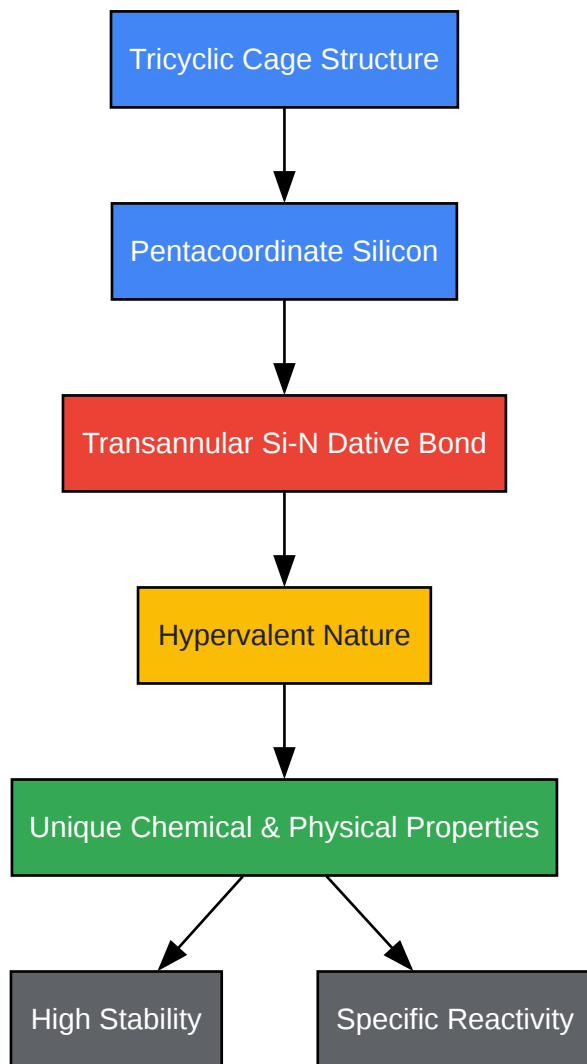 Tricyclic Cage Structure
Pentacoordinate Silicon
Transannular Si-N Dative Bond
Hypervalent Nature
Unique Chemical & Physical Properties
High Stability
Specific Reactivity